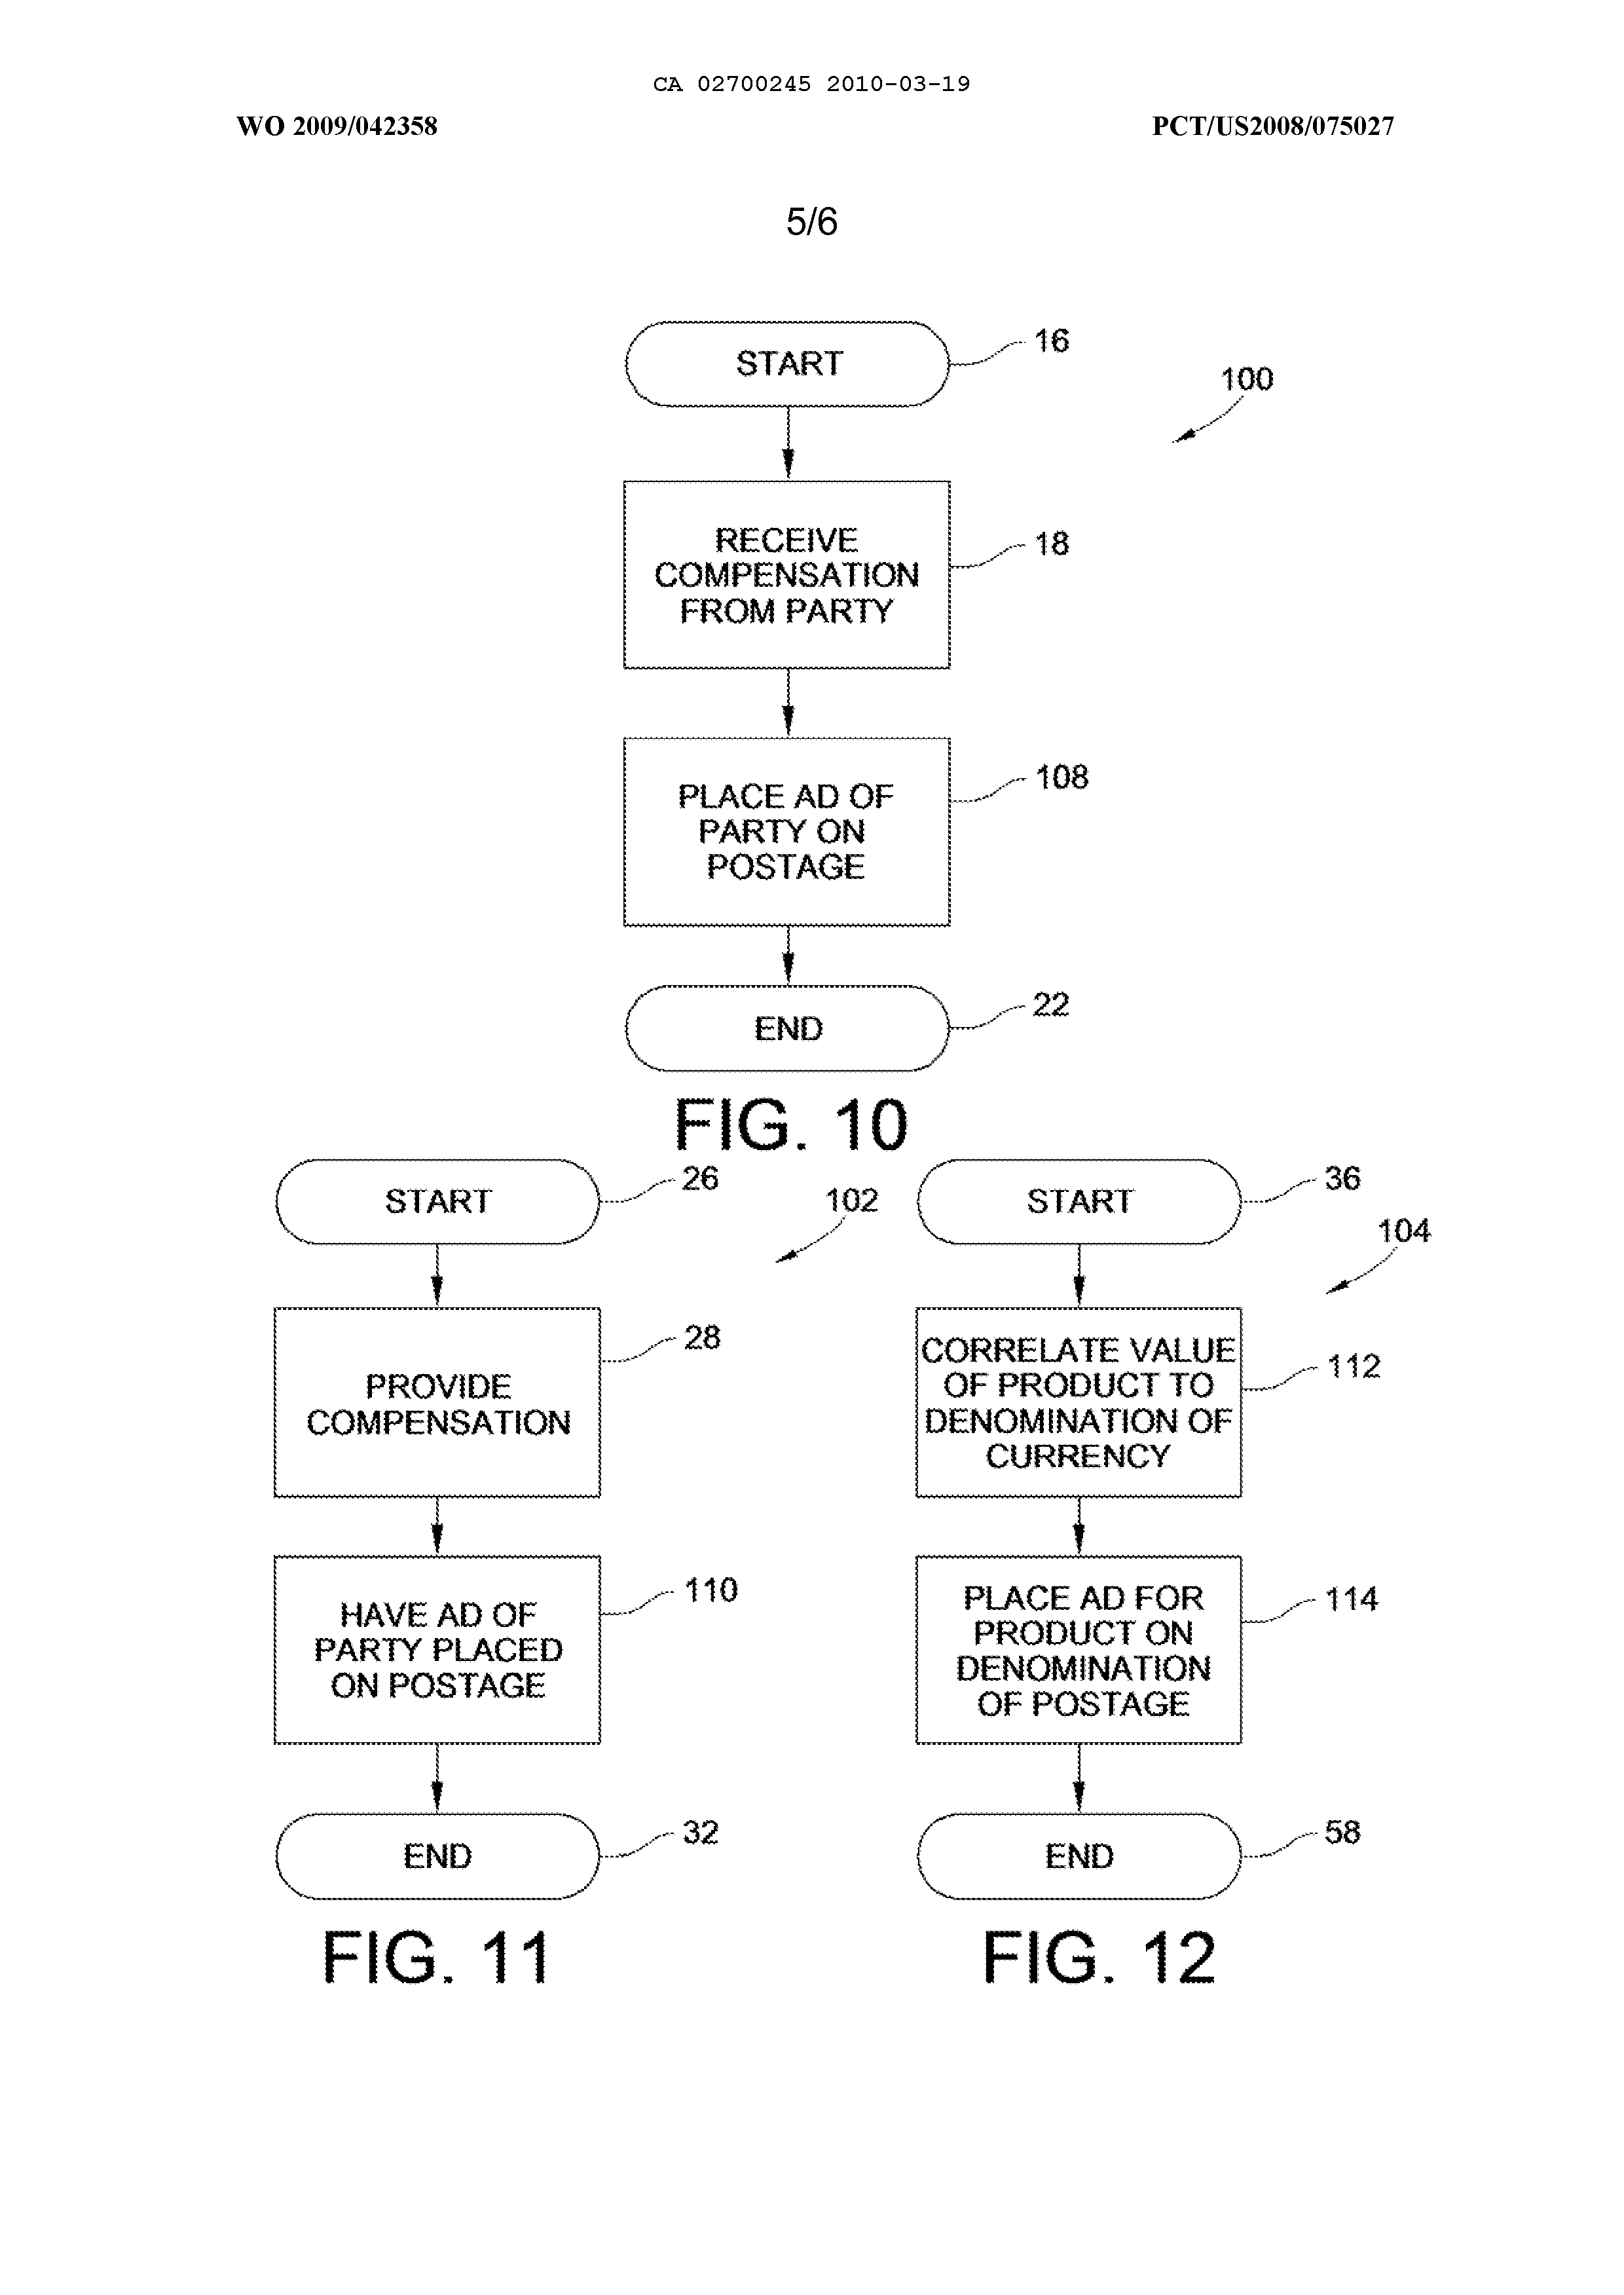 CA 02700245 2010-03-19
WO 2009/042358
PCT/US2008/075027
5/6
START
16
100
RECEIVE
COMPENSATION
FROM PARTY
18
PLACE AD OF
PARTY ON
POSTAGE
108
END
22
FIG. 10
START
26
102
PROVIDE
COMPENSATION
28
HAVE AD OF
PARTY PLACED
ON POSTAGE
110
END
32
FIG. 11
START
36
104
CORRELATE VALUE
OF PRODUCT TO
DENOMINATION OF
CURRENCY
112
PLACE AD FOR
PRODUCT ON
DENOMINATION
OF POSTAGE
114
END
58
FIG. 12